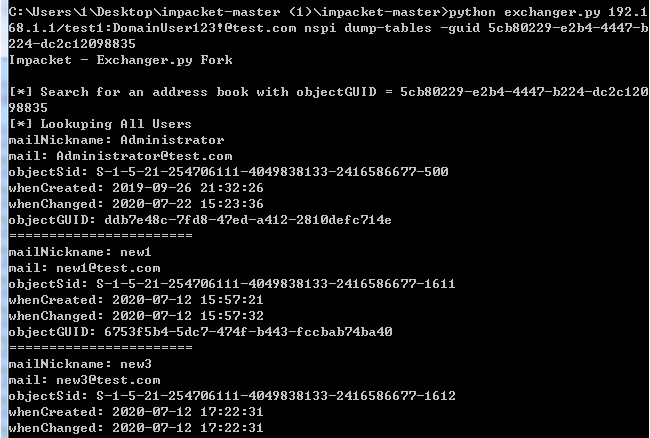 C:\Users\1\Desktop\impacket-master (1)\impacket-master>python exchanger.py 192.1
68.1.1/test1:DomainUser123!@test.com nspi dump-tables -guid 5cb80229-e2b4-4447-b
224-dc2c12098835
Impacket - Exchanger.py Fork
[*] Search for an address book with objectGUID = 5cb80229-e2b4-4447-b224-dc2c120
98835
[*] Lookuping All Users
mailNickname: Administrator
mail: Administrator@test.com
objectSid: S-1-5-21-254706111-4049838133-2416586677-500
whenCreated: 2019-09-26 21:32:26
whenChanged: 2020-07-22 15:23:36
objectGUID: ddb7e48c-7fd8-47ed-a412-2810defc714e
=======================
mailNickname: new1
mail: new1@test.com
objectSid: S-1-5-21-254706111-4049838133-2416586677-1611
whenCreated: 2020-07-12 15:57:21
whenChanged: 2020-07-12 15:57:32
objectGUID: 6753f5b4-5dc7-474f-b443-fccbab74ba40
=======================
mailNickname: new3
mail: new3@test.com
objectSid: S-1-5-21-254706111-4049838133-2416586677-1612
whenCreated: 2020-07-12 17:22:31
whenChanged: 2020-07-12 17:22:31